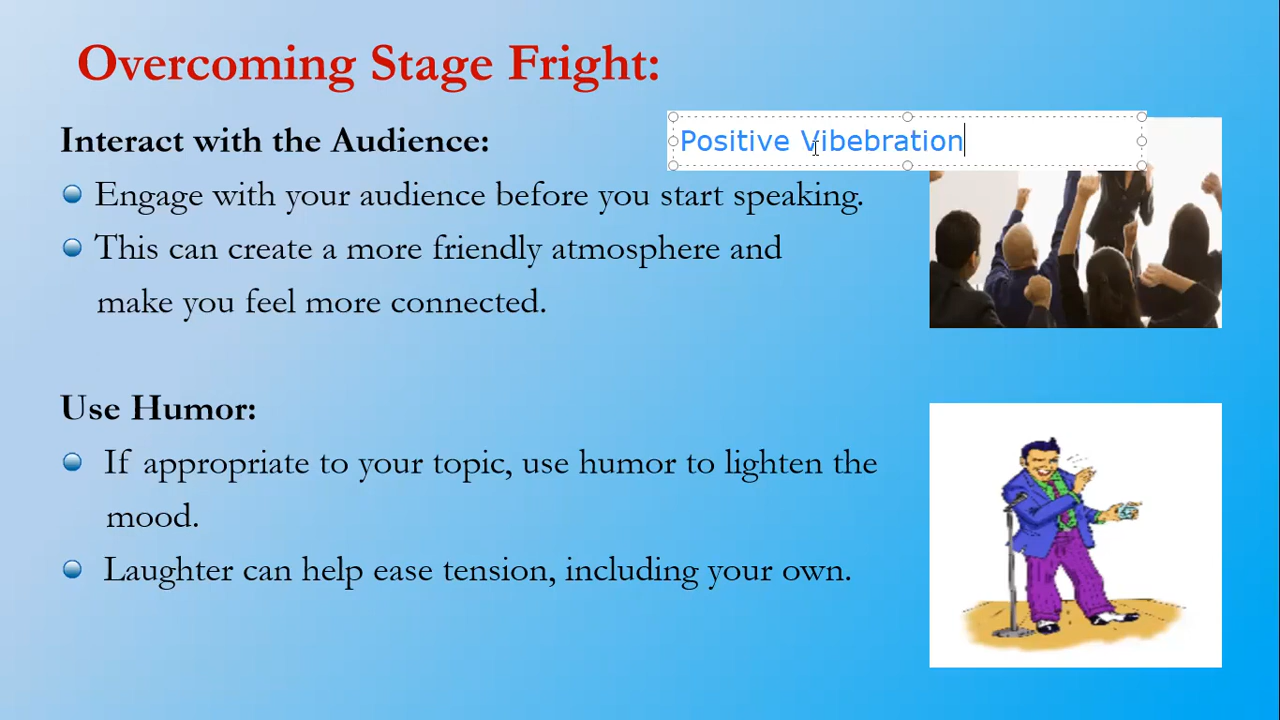 Overcoming Stage Fright:
Interact with the Audience:
Positive Vibebration
Engage with your audience before you start speaking.
This can create a more friendly atmosphere and
make you feel more connected.
Use Humor:
If appropriate to your topic, use humor to lighten the
mood.
Laughter can help ease tension, including your own.